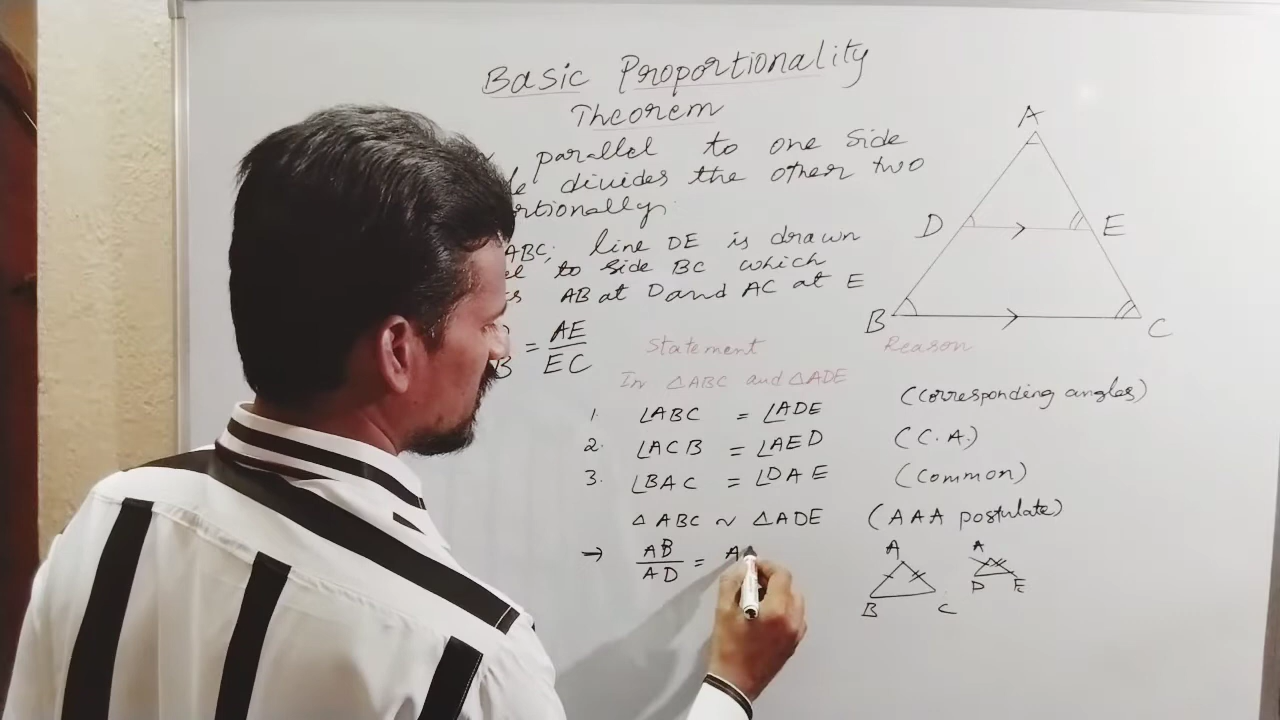 Basic Proportionality
Theorem
parallel to one side
divides the other two
ABC; line DE is drawn
to side BC which
AB at D and AC at E
= AE/EC
Statement Reason
In △ABC and △ADE
1. ∠ABC = ∠ADE (Corresponding angles)
2. ∠ACB = ∠AED (C.A.)
3. ∠BAC = ∠DAE (Common)
△ABC ~ △ADE (AAA postulate)
→ AB/AD = A
A
D E
B C
A A
B C D E